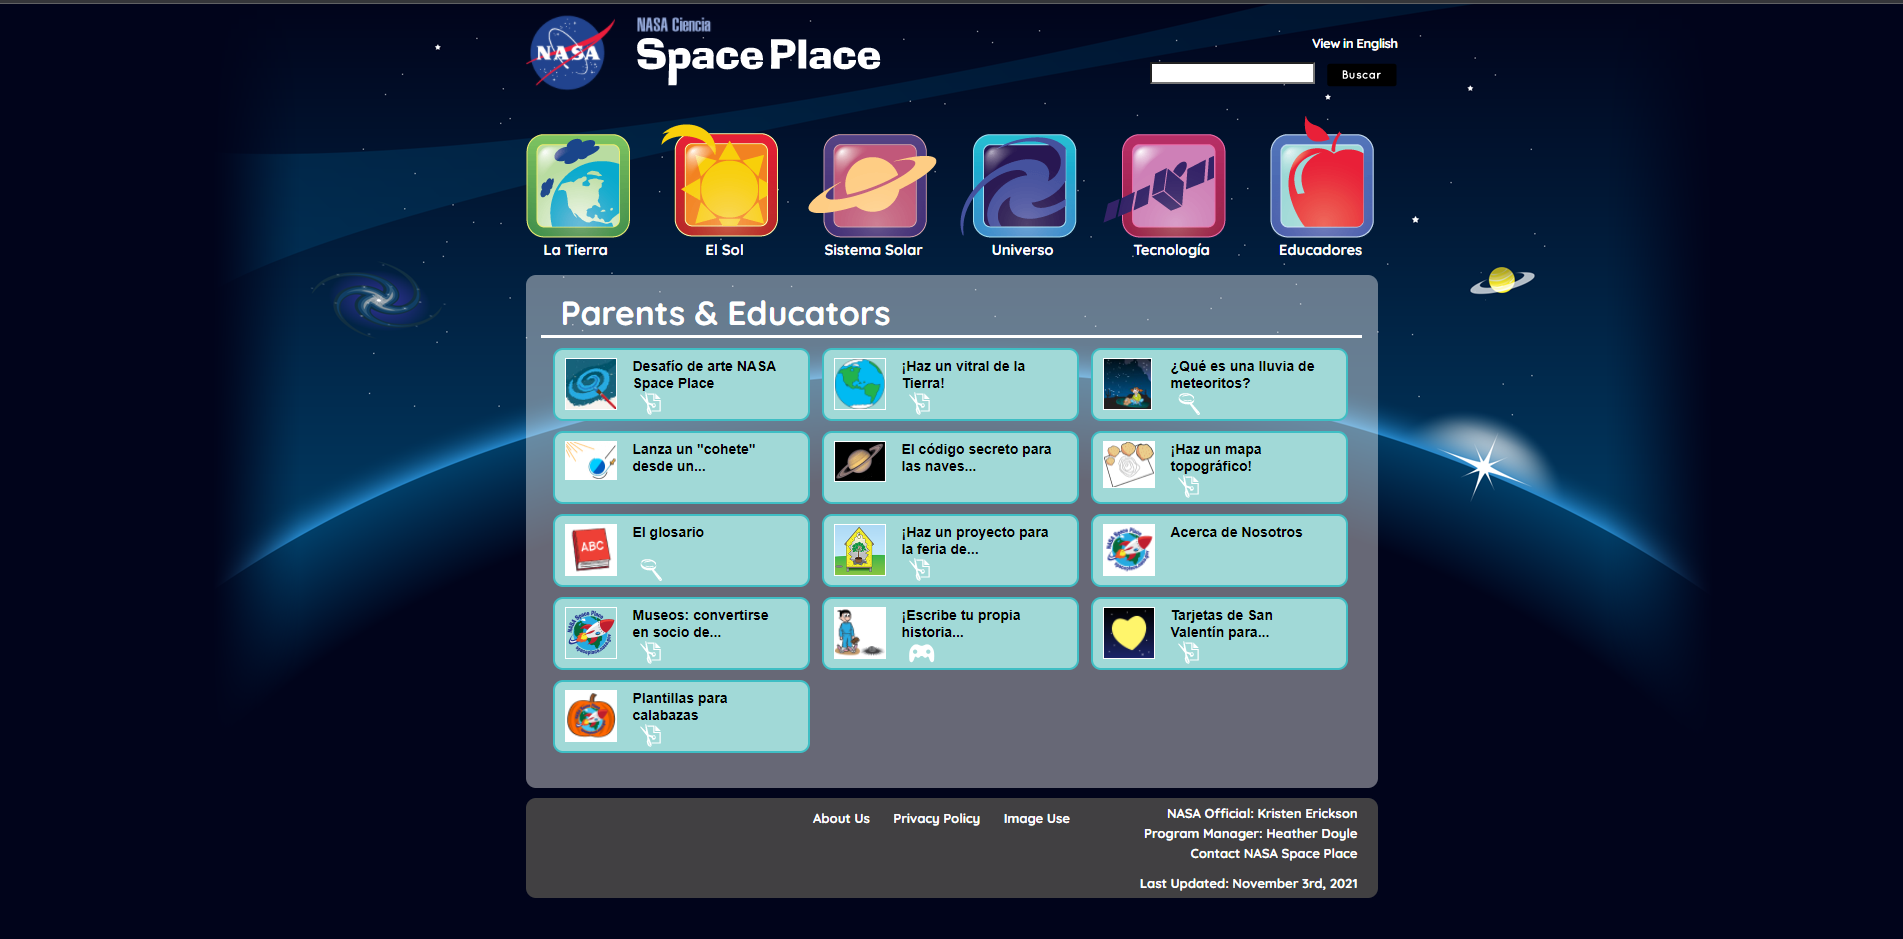 NASA
NASA Ciencia
Space Place
View in English
Buscar
La Tierra
El Sol
Sistema Solar
Universo
Tecnología
Educadores
Parents & Educators
Desafío de arte NASA
Space Place
¡Haz un vitral de la
Tierra!
¿Qué es una lluvia de
meteoritos?
Lanza un "cohete"
desde un...
El código secreto para
las naves...
¡Haz un mapa
topográfico!
ABC
El glosario
¡Haz un proyecto para
la feria de...
Acerca de Nosotros
Museos: convertirse
en socio de...
¡Escribe tu propia
historia...
Tarjetas de San
Valentín para...
Plantillas para
calabazas
About Us
Privacy Policy
Image Use
NASA Official: Kristen Erickson
Program Manager: Heather Doyle
Contact NASA Space Place
Last Updated: November 3rd, 2021